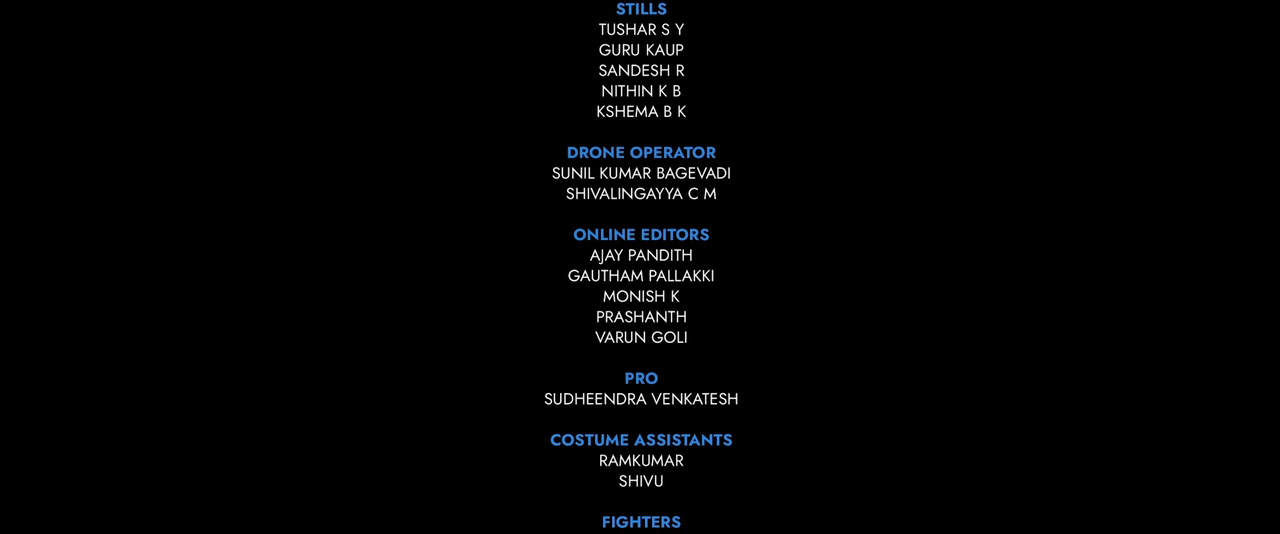 STILLS
TUSHAR S Y
GURU KAUP
SANDESH R
NITHIN K B
KSHEMA B K
DRONE OPERATOR
SUNIL KUMAR BAGEVADI
SHIVALINGAYYA C M
ONLINE EDITORS
AJAY PANDITH
GAUTHAM PALLAKKI
MONISH K
PRASHANTH
VARUN GOLI
PRO
SUDHEENDRA VENKATESH
COSTUME ASSISTANTS
RAMKUMAR
SHIVU
FIGHTERS